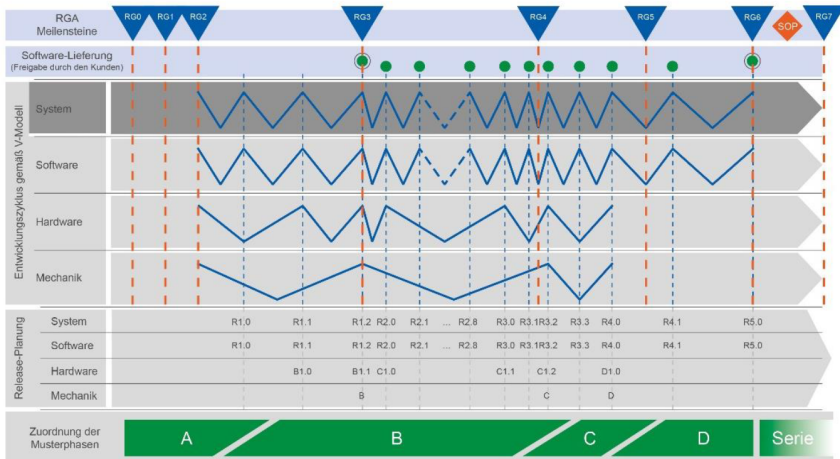 RGA
Meilensteine
RG0 RG1 RG2 RG3 RG4 RG5 RG6 SOP RG7
Software-Lieferung
(Freigabe durch den Kunden)
Entwicklungszyklus gemäß V-Modell
System
Software
Hardware
Mechanik
Release-Planung
System R1.0 R1.1 R1.2 R2.0 R2.1 ... R2.8 R3.0 R3.1 R3.2 R3.3 R4.0 R4.1 R5.0
Software R1.0 R1.1 R1.2 R2.0 R2.1 ... R2.8 R3.0 R3.1 R3.2 R3.3 R4.0 R4.1 R5.0
Hardware B1.0 B1.1 C1.0 C1.1 C1.2 D1.0
Mechanik B C D
Zuordnung der
Musterphasen
A B C D Serie